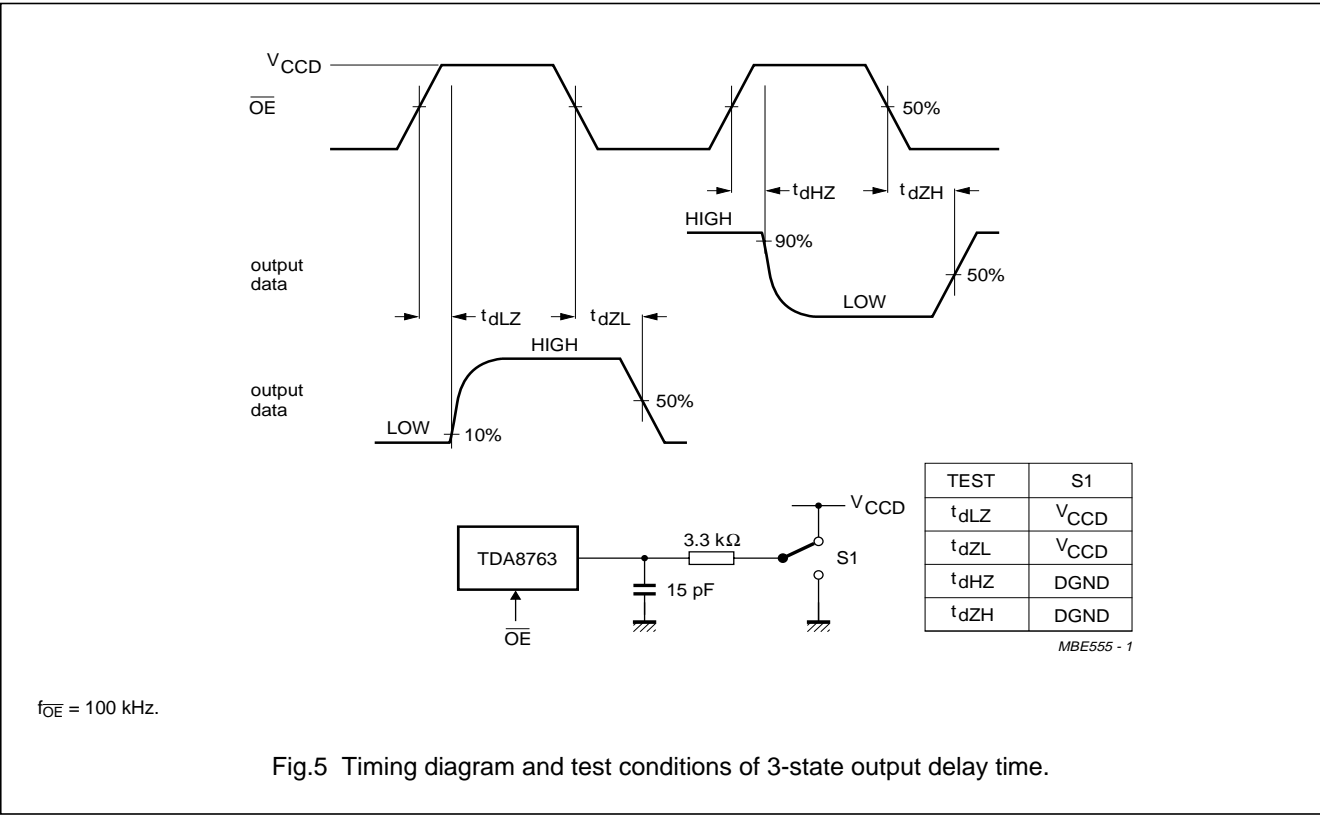 VCCD
OE
50%
tdHZ
tdZH
HIGH
90%
output
data
50%
LOW
tdLZ
tdZL
HIGH
output
data
50%
LOW
10%
TEST S1
tdLZ VCCD
tdZL VCCD
tdHZ DGND
tdZH DGND
VCCD
3.3 kΩ
TDA8763
S1
15 pF
OE
MBE555 - 1
fOE = 100 kHz.
Fig.5 Timing diagram and test conditions of 3-state output delay time.